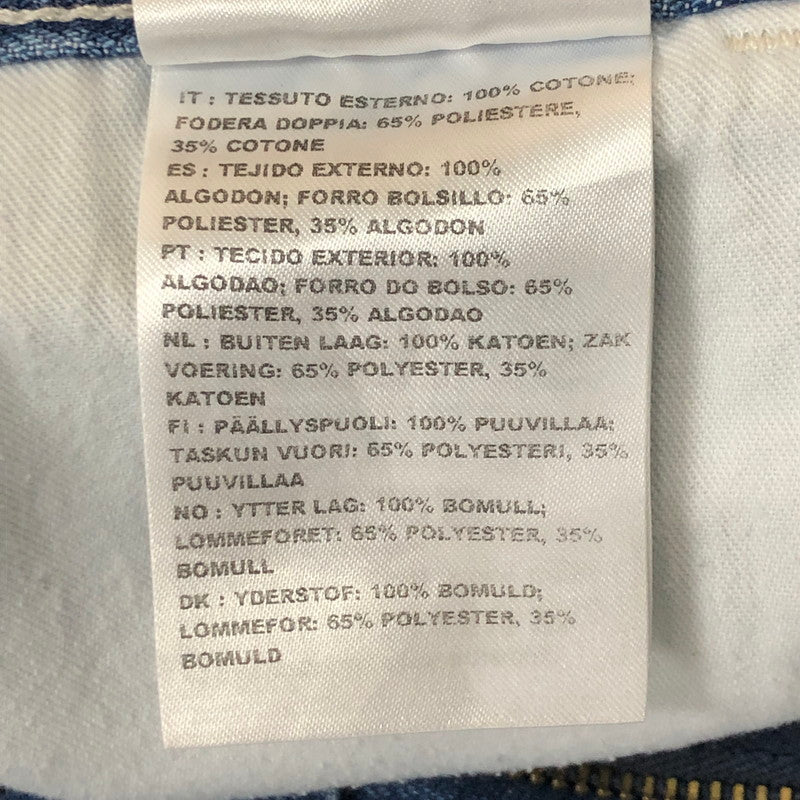 IT : TESSUTO ESTERNO: 100% COTONE;
FODERA DOPPIA: 65% POLIESTERE,
35% COTONE
ES : TEJIDO EXTERNO: 100%
ALGODON; FORRO BOLSILLO: 65%
POLIESTER, 35% ALGODON
PT : TECIDO EXTERIOR: 100%
ALGODAO; FORRO DO BOLSO: 65%
POLIESTER, 35% ALGODAO
NL : BUITEN LAAG: 100% KATOEN; ZAK
VOERING: 65% POLYESTER, 35%
KATOEN
FI : PÄÄLLYSPUOLI: 100% PUUVILLAA;
TASKUN VUORI: 65% POLYESTERI, 35%
PUUVILLAA
NO : YTTER LAG: 100% BOMULL;
LOMMEFORET: 65% POLYESTER, 35%
BOMULL
DK : YDERSTOF: 100% BOMULD;
LOMMEFOR: 65% POLYESTER, 35%
BOMULD